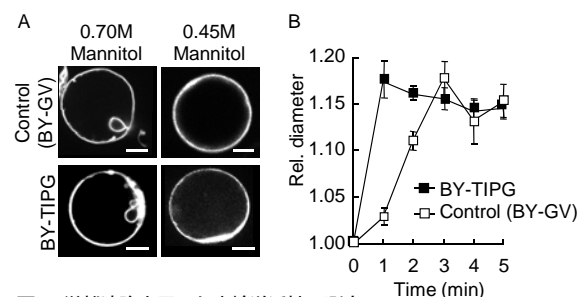 A
0.70M
Mannitol
0.45M
Mannitol
Control
(BY-GV)
BY-TIPG
B
Rel. diameter
1.20
1.15
1.10
1.05
1.00
BY-TIPG
Control (BY-GV)
0 1 2 3 4 5
Time (min)